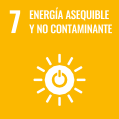 7 ENERGÍA ASEQUIBLE
Y NO CONTAMINANTE